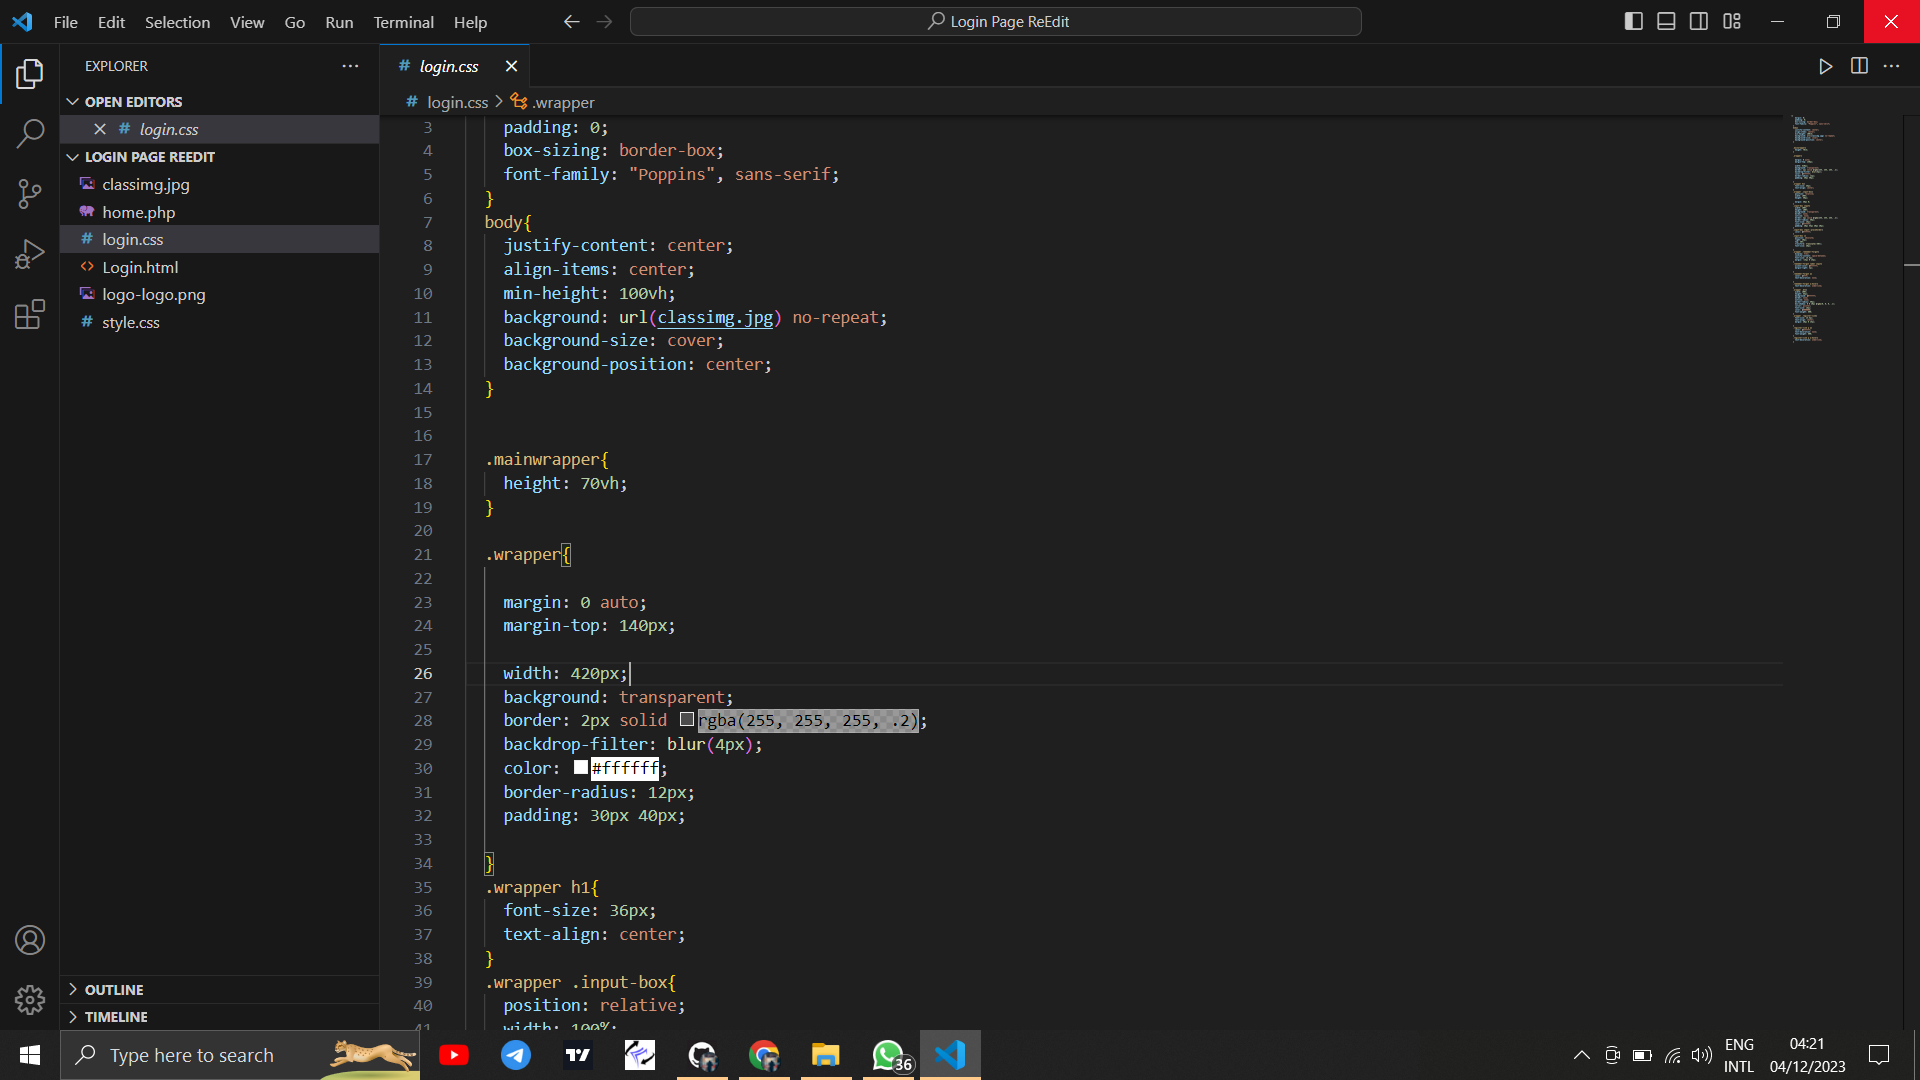 File Edit Selection View Go Run Terminal Help
Login Page ReEdit
EXPLORER
OPEN EDITORS
login.css
LOGIN PAGE REEDIT
classimg.jpg
home.php
login.css
Login.html
logo-logo.png
style.css
OUTLINE
TIMELINE
login.css
login.css > .wrapper
3 padding: 0;
4 box-sizing: border-box;
5 font-family: "Poppins", sans-serif;
6 }
7 body{
8 justify-content: center;
9 align-items: center;
10 min-height: 100vh;
11 background: url(classimg.jpg) no-repeat;
12 background-size: cover;
13 background-position: center;
14 }
15
16
17 .mainwrapper{
18 height: 70vh;
19 }
20
21 .wrapper{
22
23 margin: 0 auto;
24 margin-top: 140px;
25
26 width: 420px;
27 background: transparent;
28 border: 2px solid rgba(255, 255, 255, .2);
29 backdrop-filter: blur(4px);
30 color: #ffffff;
31 border-radius: 12px;
32 padding: 30px 40px;
33
34 }
35 .wrapper h1{
36 font-size: 36px;
37 text-align: center;
38 }
39 .wrapper .input-box{
40 position: relative;
41 width: 100%;
Type here to search
36
ENG
INTL
04:21
04/12/2023